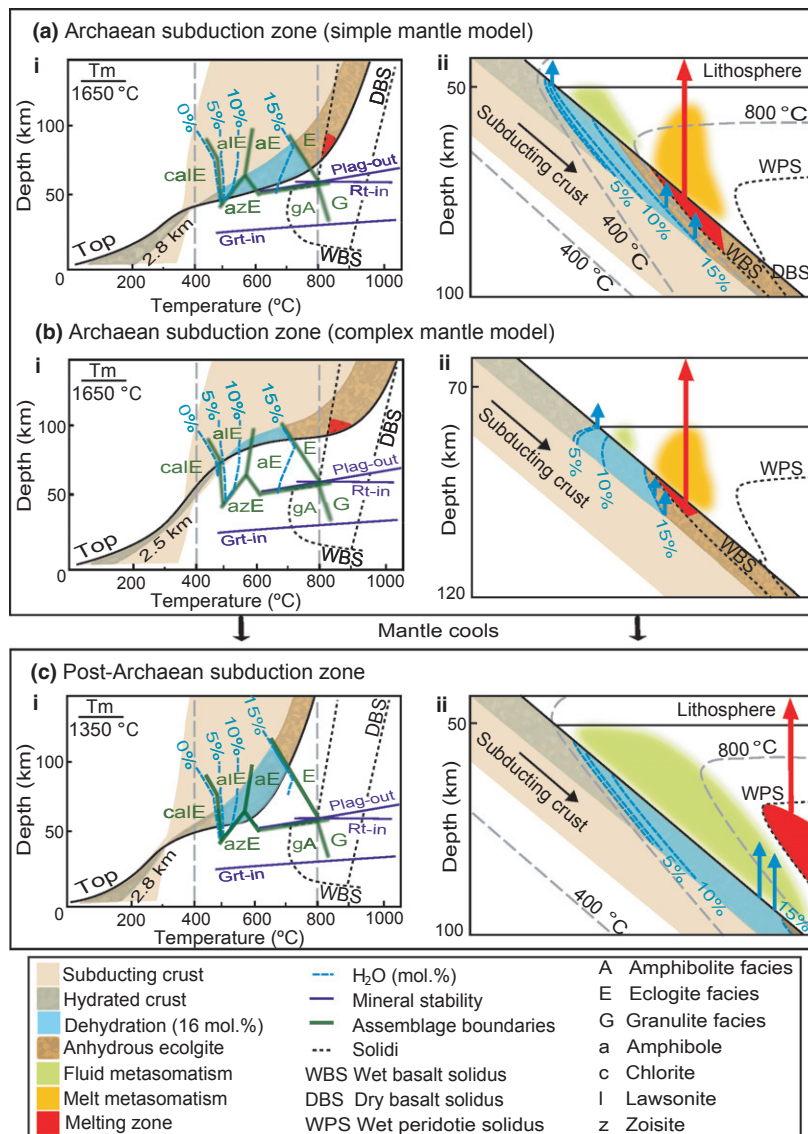 (a) Archaean subduction zone (simple mantle model)
i
Tm
1650 °C
0%
5%
10%
15%
calE
alE
aE
E
azE
gA
G
Plag-out
Rt-in
Grt-in
WBS
DBS
Top
2.8 km
Depth (km)
100
50
0
0 200 400 600 800 1000
Temperature (ºC)
ii
Lithosphere
50
100
Depth (km)
Subducting crust
800 °C
400 °C
400 °C
5%
10%
15%
WPS
WBS
DBS
(b) Archaean subduction zone (complex mantle model)
i
Tm
1650 °C
0%
5%
10%
15%
calE
alE
aE
E
azE
gA
G
Plag-out
Rt-in
Grt-in
WBS
DBS
Top
2.5 km
Depth (km)
100
50
0
0 200 400 600 800 1000
Temperature (ºC)
ii
70
120
Depth (km)
Subducting crust
5%
10%
15%
WPS
WBS
Mantle cools
(c) Post-Archaean subduction zone
i
Tm
1350 °C
0%
5%
10%
15%
calE
alE
aE
E
azE
gA
G
Plag-out
Rt-in
Grt-in
WBS
DBS
Top
2.8 km
Depth (km)
100
50
0
0 200 400 600 800 1000
Temperature (ºC)
ii
Lithosphere
50
100
Depth (km)
Subducting crust
800 °C
400 °C
WPS
5%
10%
15%
Subducting crust
Hydrated crust
Dehydration (16 mol.%)
Anhydrous ecolgite
Fluid metasomatism
Melt metasomatism
Melting zone
H2O (mol.%)
Mineral stability
Assemblage boundaries
Solidi
WBS Wet basalt solidus
DBS Dry basalt solidus
WPS Wet peridotie solidus
A Amphibolite facies
E Eclogite facies
G Granulite facies
a Amphibole
c Chlorite
l Lawsonite
z Zoisite